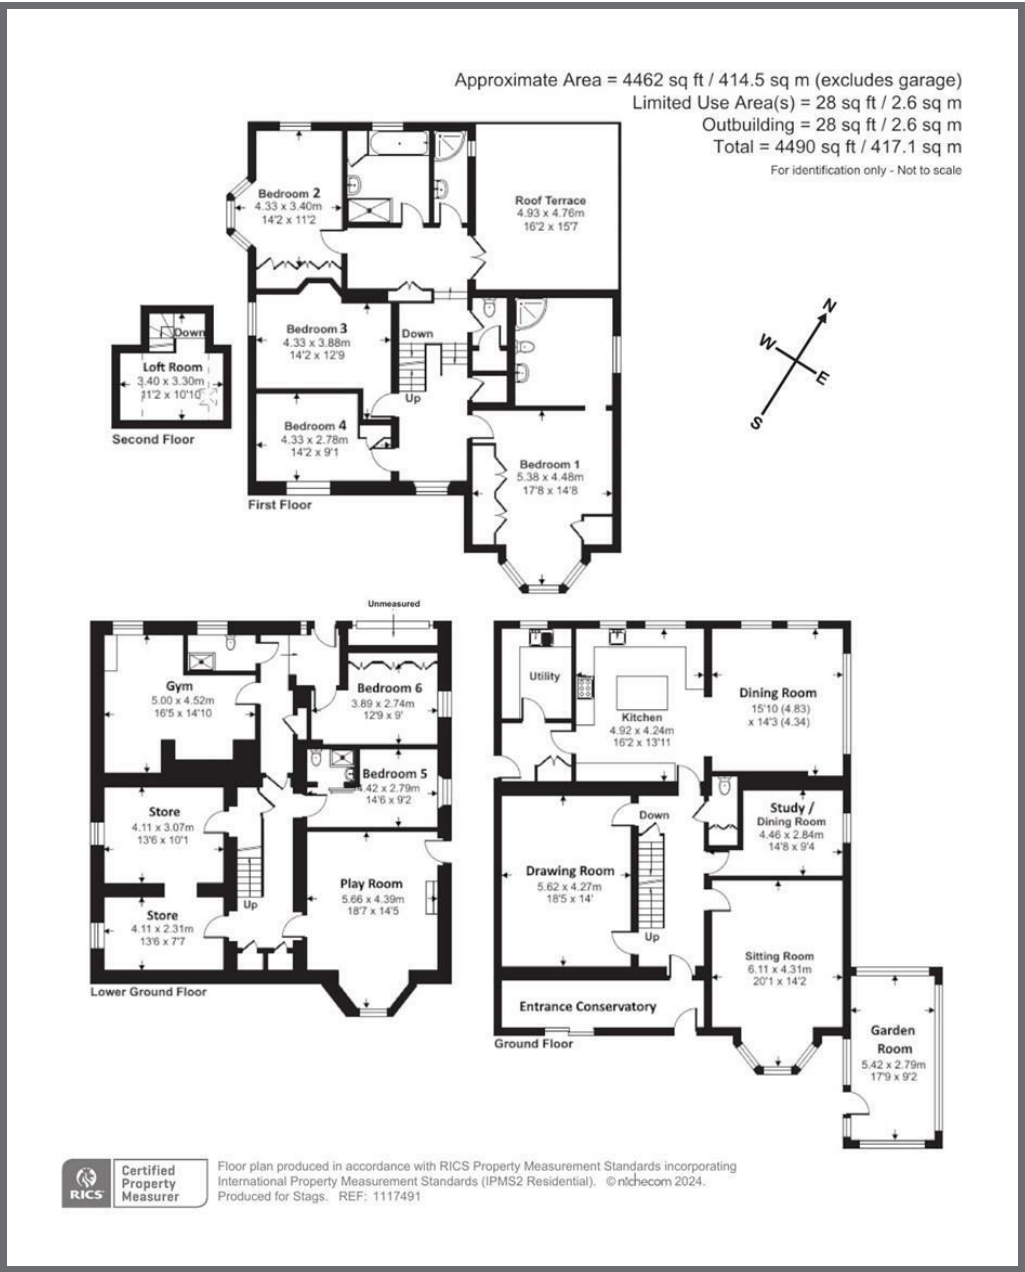 Approximate Area = 4462 sq ft / 414.5 sq m (excludes garage)
Limited Use Area(s) = 28 sq ft / 2.6 sq m
Outbuilding = 28 sq ft / 2.6 sq m
Total = 4490 sq ft / 417.1 sq m
For identification only - Not to scale
Bedroom 2
4.33 x 3.40m
14'2 x 11'2
Roof Terrace
4.93 x 4.76m
16'2 x 15'7
Bedroom 3
4.33 x 3.88m
14'2 x 12'9
Down
Up
Bedroom 4
4.33 x 2.78m
14'2 x 9'1
Bedroom 1
5.38 x 4.48m
17'8 x 14'8
First Floor
Down
Loft Room
3.40 x 3.30m
11'2 x 10'10
Second Floor
N
W
E
S
Unmeasured
Gym
5.00 x 4.52m
16'5 x 14'10
Bedroom 6
3.89 x 2.74m
12'9 x 9'
Bedroom 5
4.42 x 2.79m
14'6 x 9'2
Store
4.11 x 3.07m
13'6 x 10'1
Play Room
5.66 x 4.39m
18'7 x 14'5
Up
Store
4.11 x 2.31m
13'6 x 7'7
Lower Ground Floor
Utility
Kitchen
4.92 x 4.24m
16'2 x 13'11
Dining Room
15'10 (4.83)
x 14'3 (4.34)
Down
Study /
Dining Room
4.46 x 2.84m
14'8 x 9'4
Drawing Room
5.62 x 4.27m
18'5 x 14'
Up
Sitting Room
6.11 x 4.31m
20'1 x 14'2
Entrance Conservatory
Ground Floor
Garden
Room
5.42 x 2.79m
17'9 x 9'2
RICS
Certified
Property
Measurer
Floor plan produced in accordance with RICS Property Measurement Standards incorporating
International Property Measurement Standards (IPMS2 Residential). © nichecom 2024.
Produced for Stags. REF: 1117491